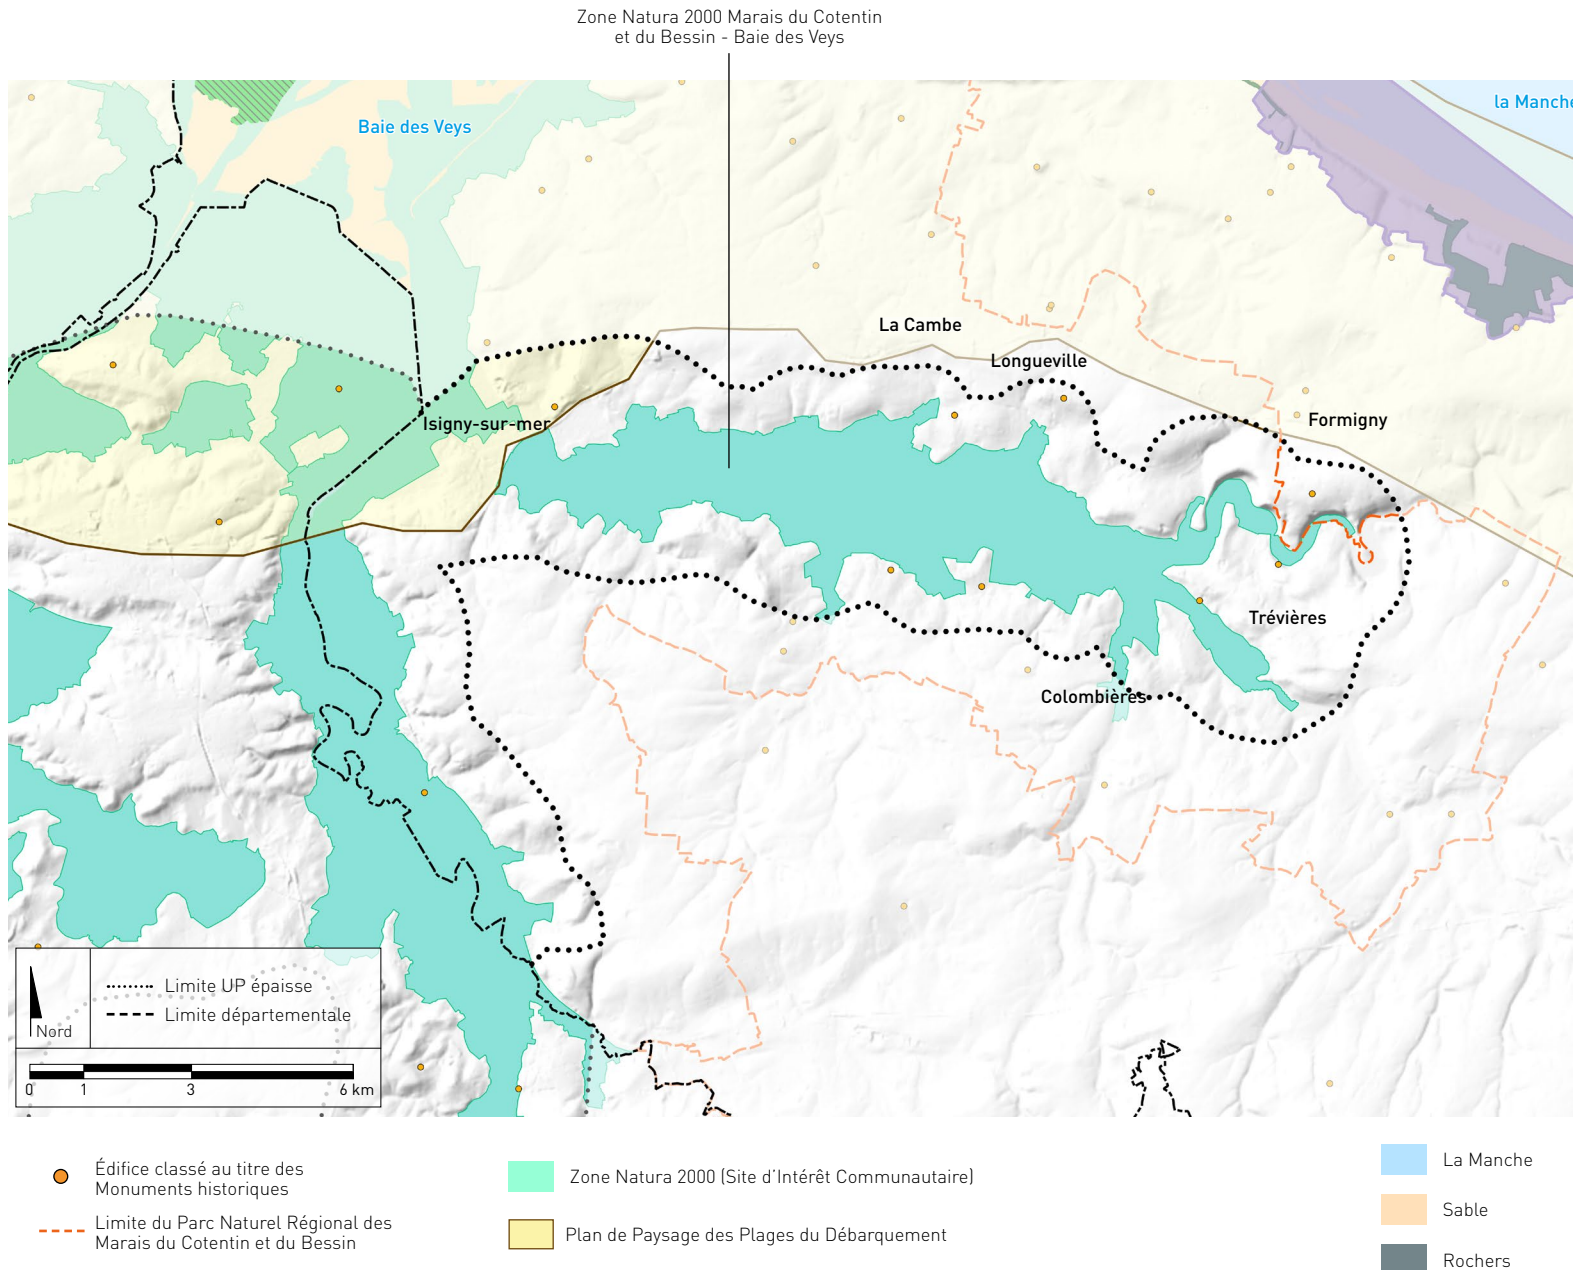 Zone Natura 2000 Marais du Cotentin
et du Bessin - Baie des Veys
la Manche
Baie des Veys
La Cambe
Longueville
Formigny
Isigny-sur-mer
Trévières
Colombières
Limite UP épaisse
Limite départementale
Nord
0 1 3 6 km
Édifice classé au titre des
Monuments historiques
Limite du Parc Naturel Régional des
Marais du Cotentin et du Bessin
Zone Natura 2000 (Site d'Intérêt Communautaire)
Plan de Paysage des Plages du Débarquement
La Manche
Sable
Rochers